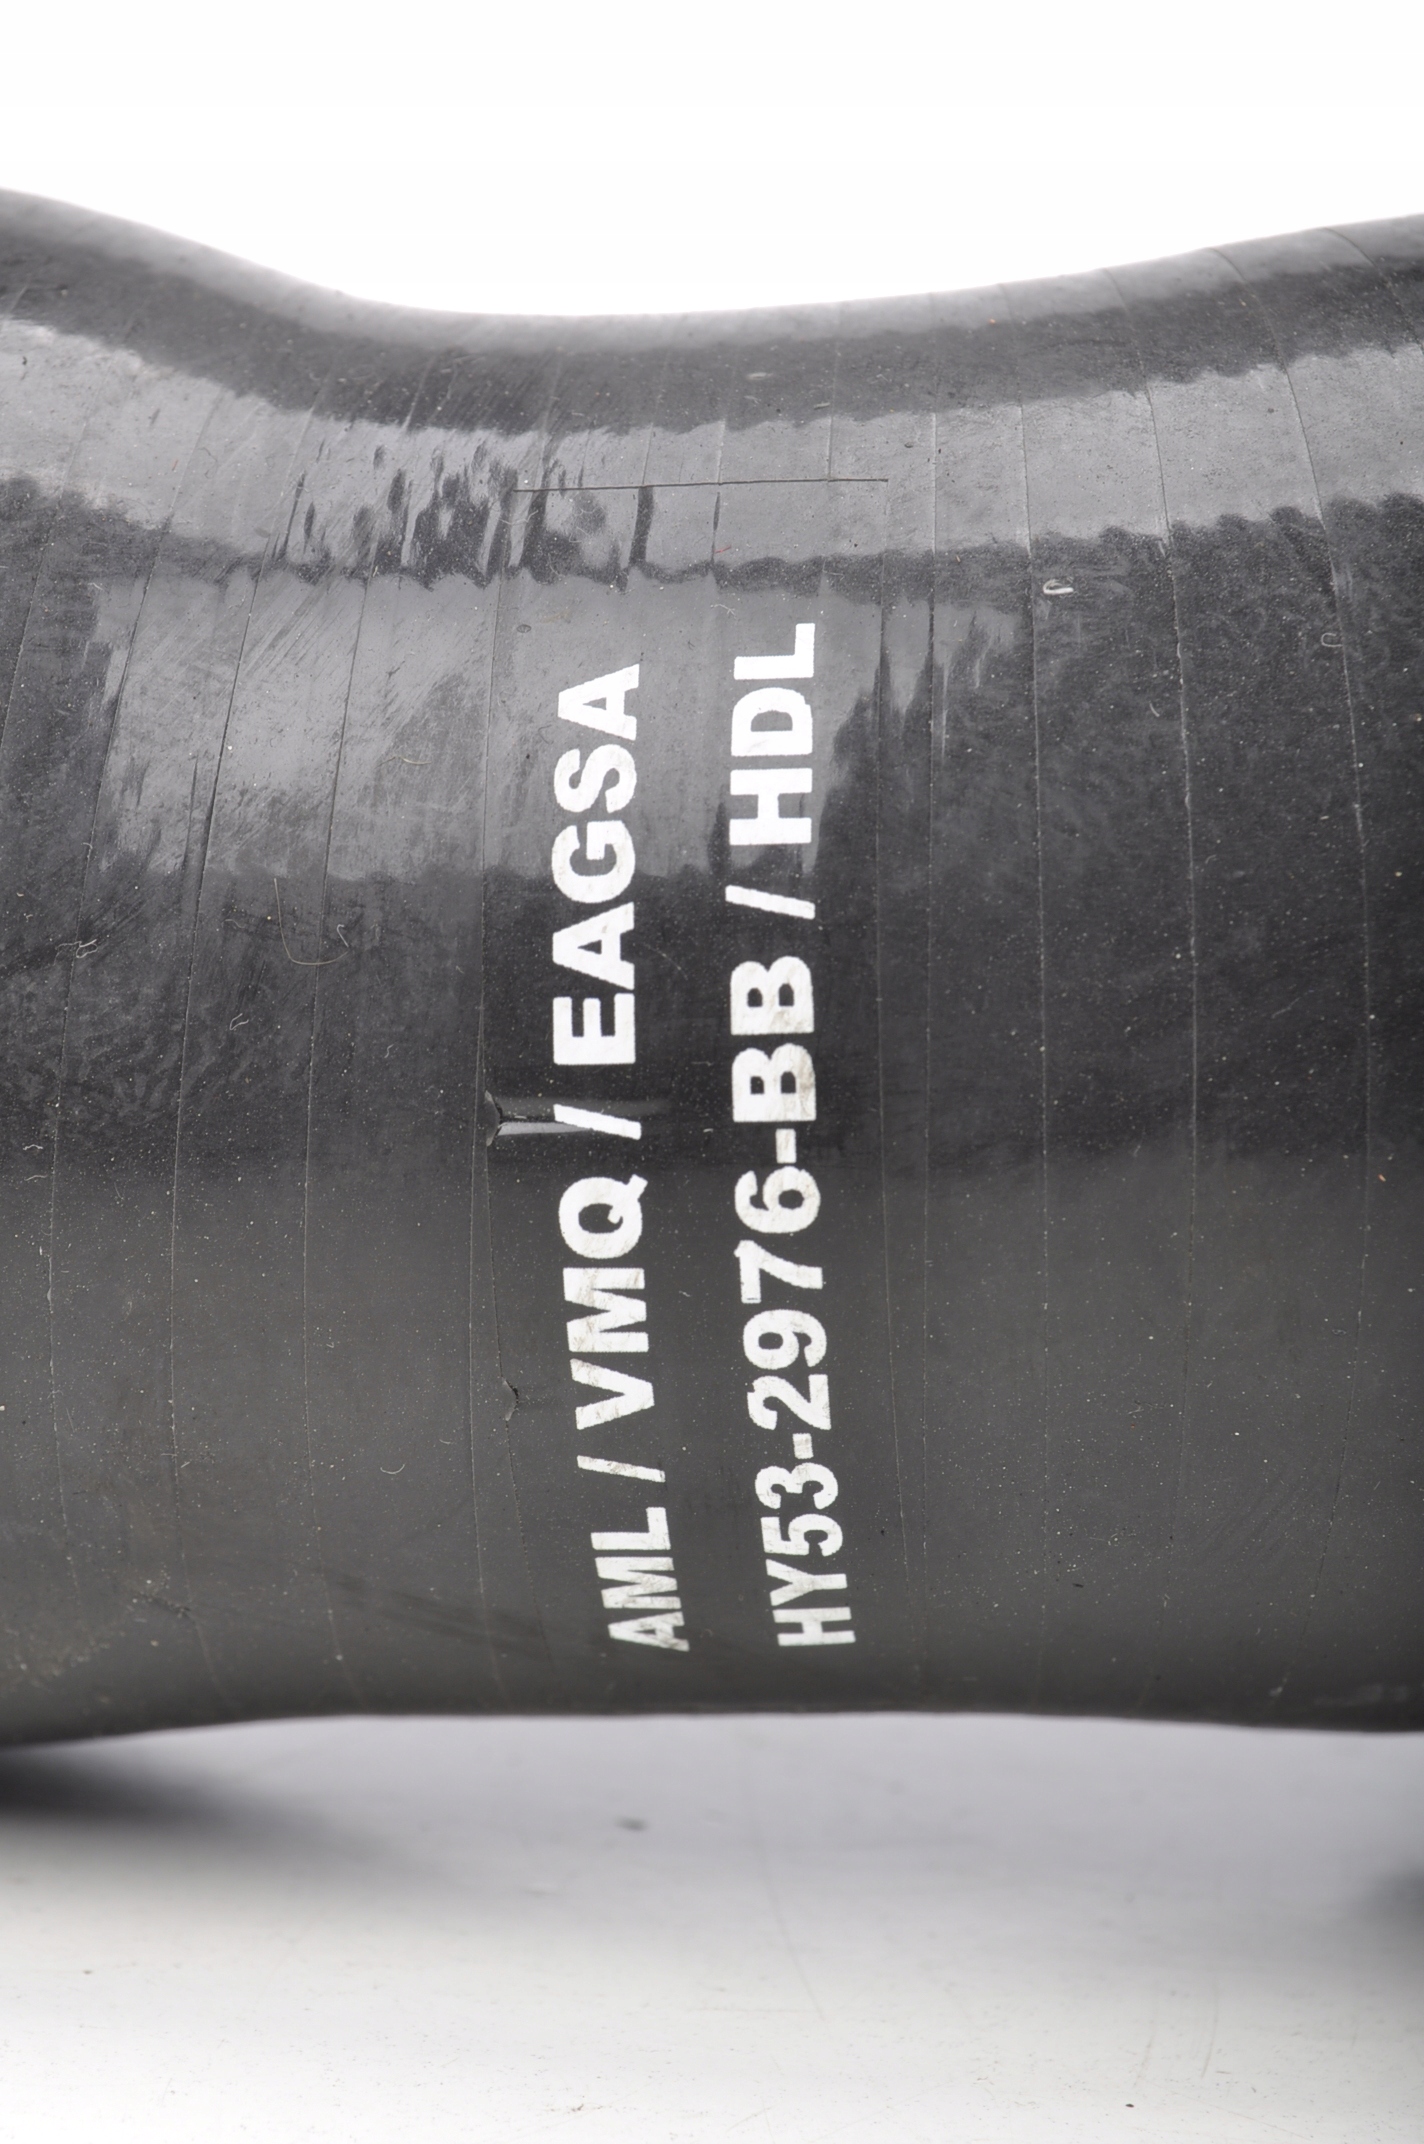 AML / VMQ / EAGSA
HY53-2976-BB / HDL